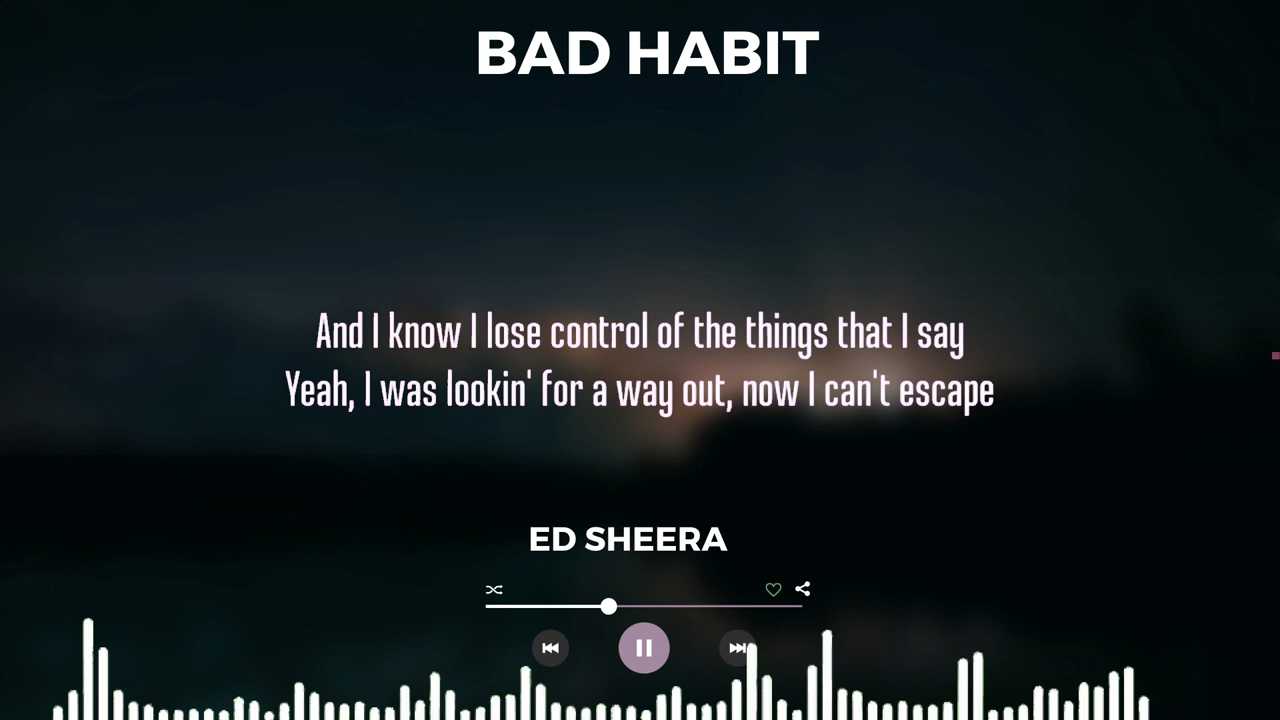 BAD HABIT
And I know I lose control of the things that I say
Yeah, I was lookin' for a way out, now I can't escape
ED SHEERA